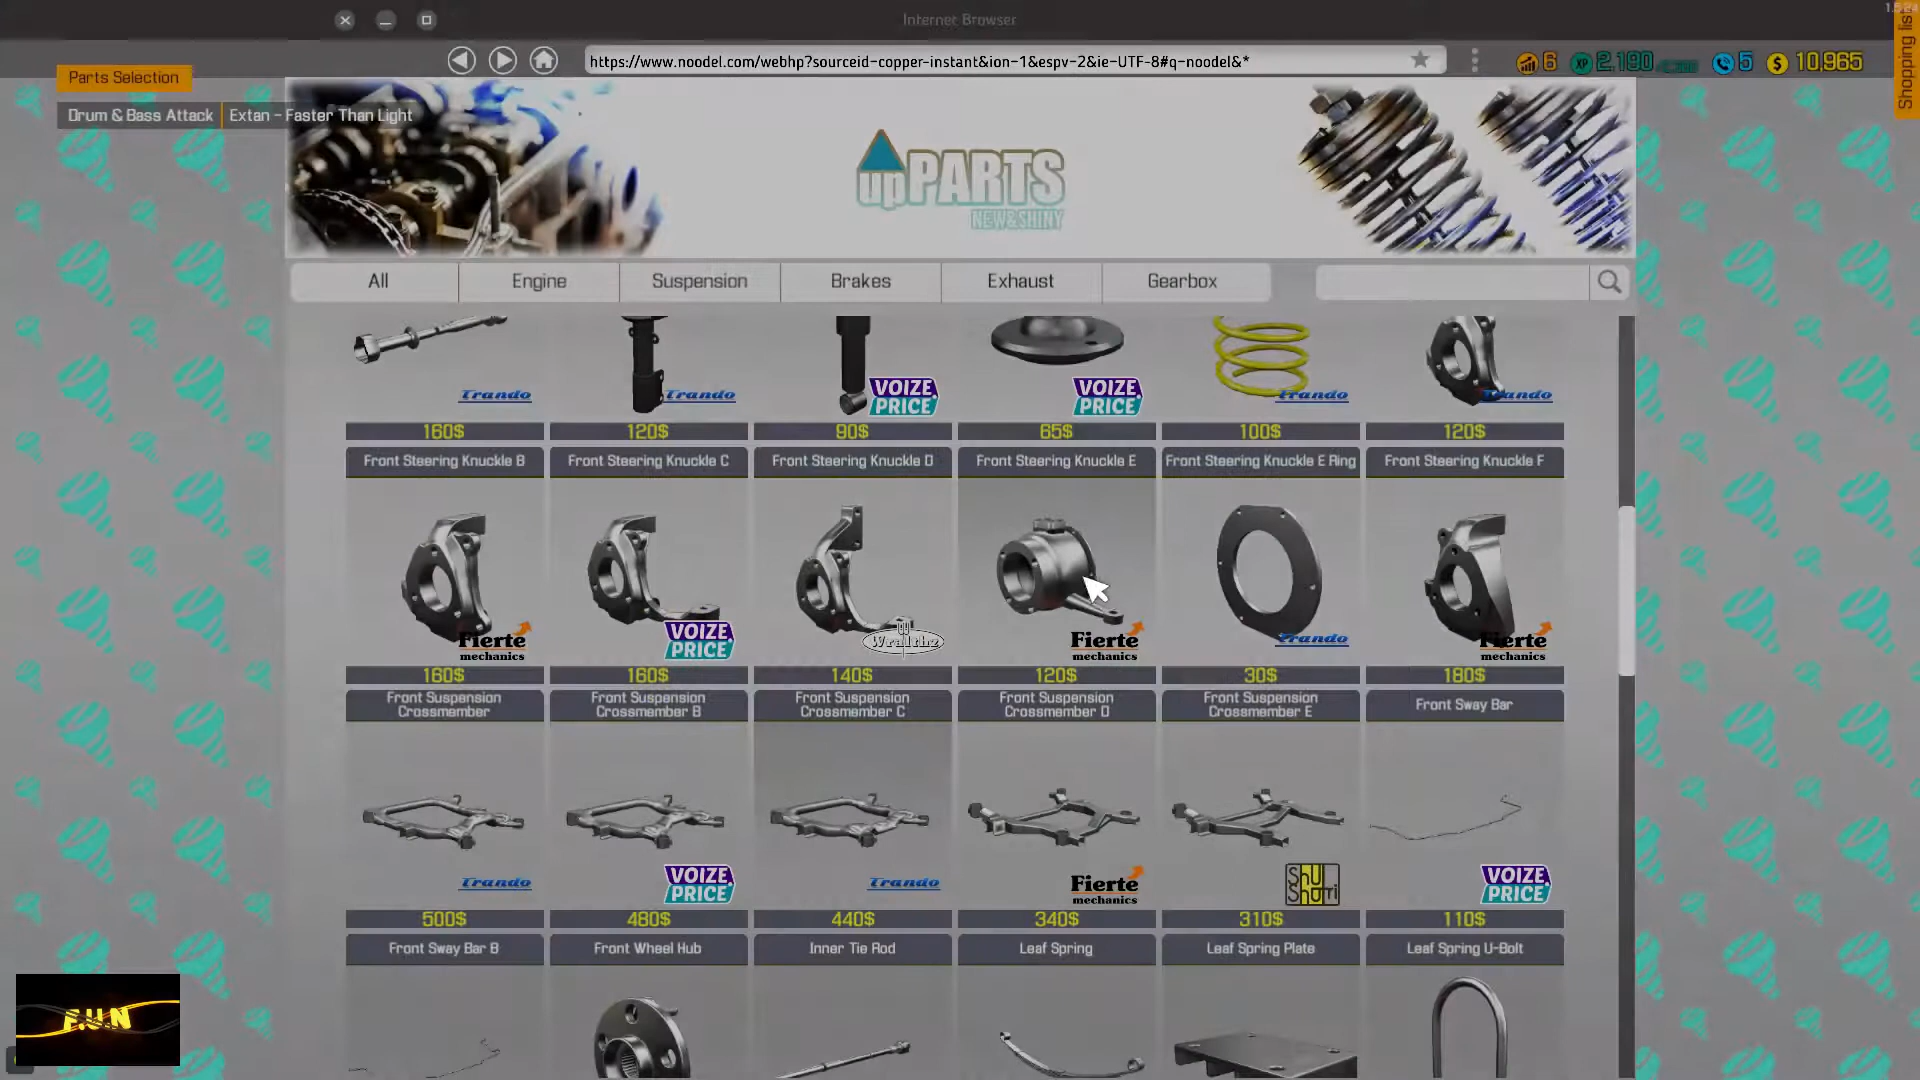 Internet Browser
1.5.24
Shopping list
https://www.noodel.com/webhp?sourceid-copper-instant&ion-1&espv-2&ie-UTF-8#q-noodel&*
6
XP 2,190
5
$ 10,965
Parts Selection
Drum & Bass Attack
Extan - Faster Than Light
upPARTS
NEW&SHINY
All
Engine
Suspension
Brakes
Exhaust
Gearbox
Trando
Trando
VOIZE PRICE
VOIZE PRICE
Trando
Trando
160$
120$
90$
65$
100$
120$
Front Steering Knuckle B
Front Steering Knuckle C
Front Steering Knuckle D
Front Steering Knuckle E
Front Steering Knuckle E Ring
Front Steering Knuckle F
Fierte mechanics
VOIZE PRICE
Wralthz
Fierte mechanics
Trando
Fierte mechanics
160$
160$
140$
120$
30$
180$
Front Suspension Crossmember
Front Suspension Crossmember B
Front Suspension Crossmember C
Front Suspension Crossmember D
Front Suspension Crossmember E
Front Sway Bar
Trando
VOIZE PRICE
Trando
Fierte mechanics
VOIZE PRICE
500$
480$
440$
340$
310$
110$
Front Sway Bar B
Front Wheel Hub
Inner Tie Rod
Leaf Spring
Leaf Spring Plate
Leaf Spring U-Bolt
F.U.N